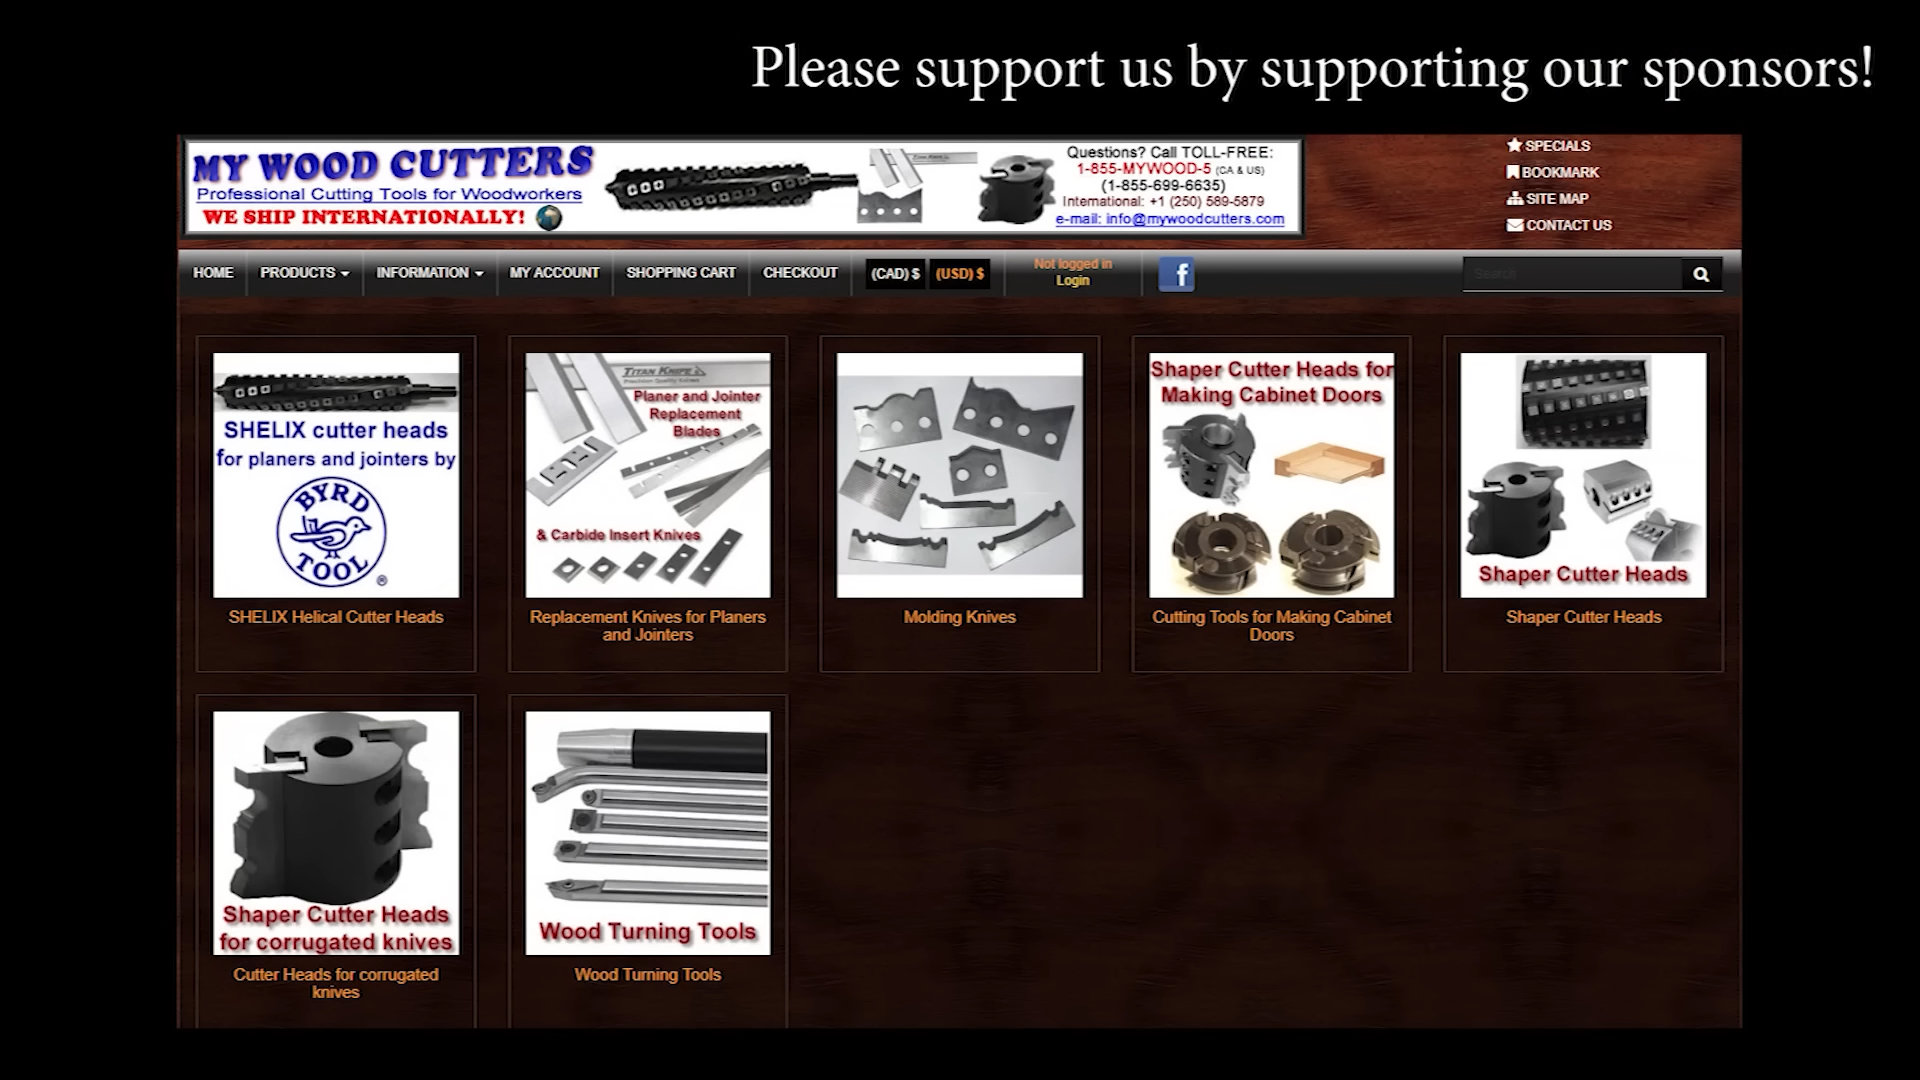 Please support us by supporting our sponsors!
MY WOOD CUTTERS
Professional Cutting Tools for Woodworkers
WE SHIP INTERNATIONALLY!
Questions? Call TOLL-FREE:
1-855-MYWOOD-5 (CA & US)
(1-855-699-6635)
International: +1 (250) 589-5879
e-mail: info@mywoodcutters.com
SPECIALS
BOOKMARK
SITE MAP
CONTACT US
HOME PRODUCTS INFORMATION MY ACCOUNT SHOPPING CART CHECKOUT (CAD) $ (USD) $
Not logged in
Login
f
Search
SHELIX cutter heads
for planers and jointers by
BYRD
TOOL
®
SHELIX Helical Cutter Heads
TITAN KNIFE
Precision Quality Knives
Planer and Jointer
Replacement
Blades
& Carbide Insert Knives
Replacement Knives for Planers
and Jointers
Molding Knives
Shaper Cutter Heads for
Making Cabinet Doors
Cutting Tools for Making Cabinet
Doors
Shaper Cutter Heads
Shaper Cutter Heads
Shaper Cutter Heads
for corrugated knives
Cutter Heads for corrugated
knives
Wood Turning Tools
Wood Turning Tools